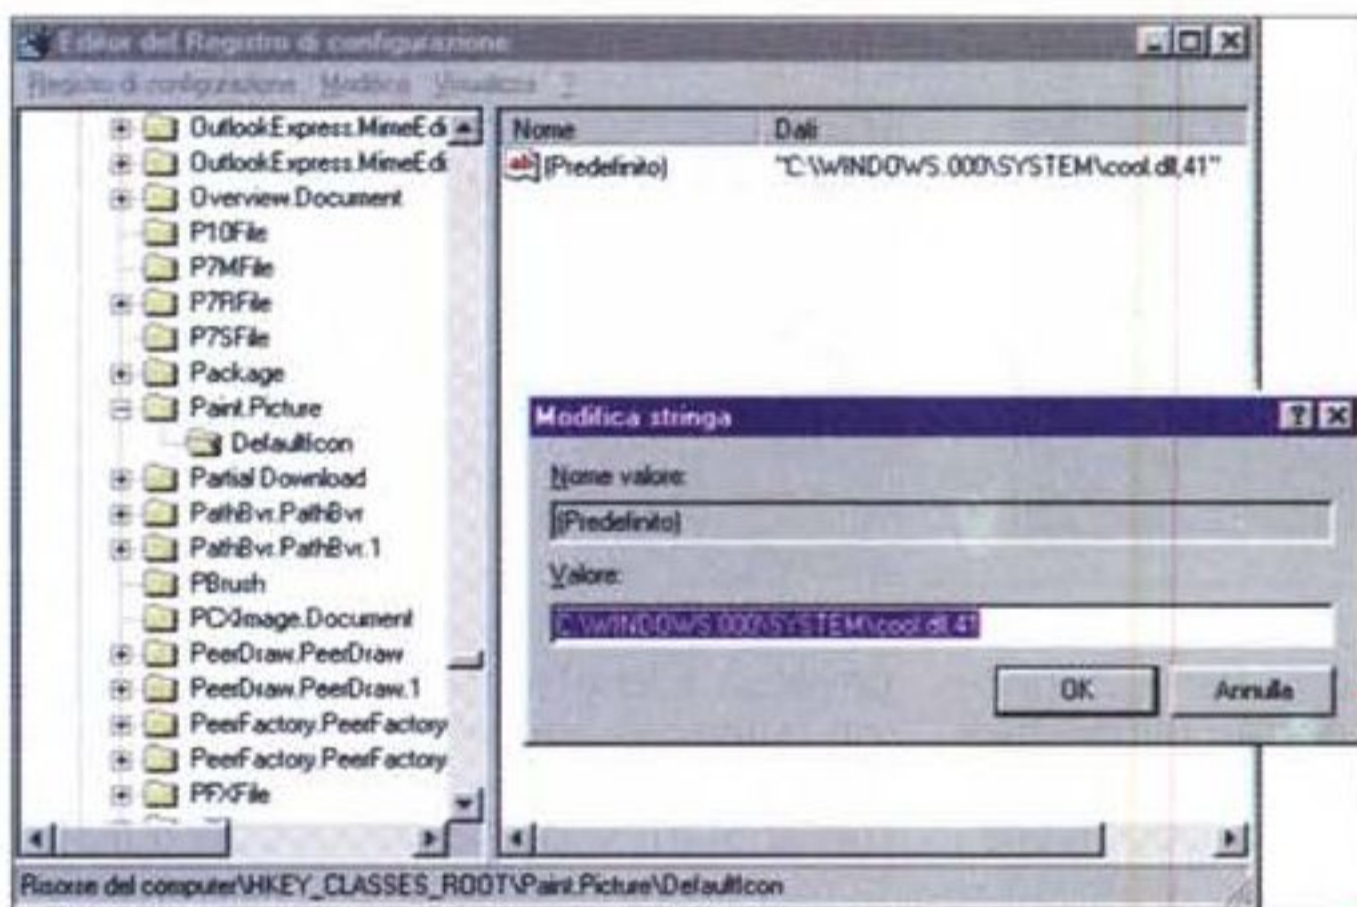 Editor del Registro di configurazione
Registro di configurazione Modifica Visualizza ?
OutlookExpress.MimeEdi
OutlookExpress.MimeEdi
Overview.Document
P10File
P7MFile
P7RFile
P7SFile
Package
Paint.Picture
DefaultIcon
Partial Download
PathBvr.PathBvr
PathBvr.PathBvr.1
PBrush
PCXImage.Document
PeerDraw.PeerDraw
PeerDraw.PeerDraw.1
PeerFactory.PeerFactory
PeerFactory.PeerFactory
PFXFile
Nome Dati
ab (Predefinito) "C:\WINDOWS.000\SYSTEM\cool.dll,41"
Modifica stringa
Nome valore:
(Predefinito)
Valore:
C:\WINDOWS.000\SYSTEM\cool.dll,41
OK Annulla
Risorse del computer\HKEY_CLASSES_ROOT\Paint.Picture\DefaultIcon